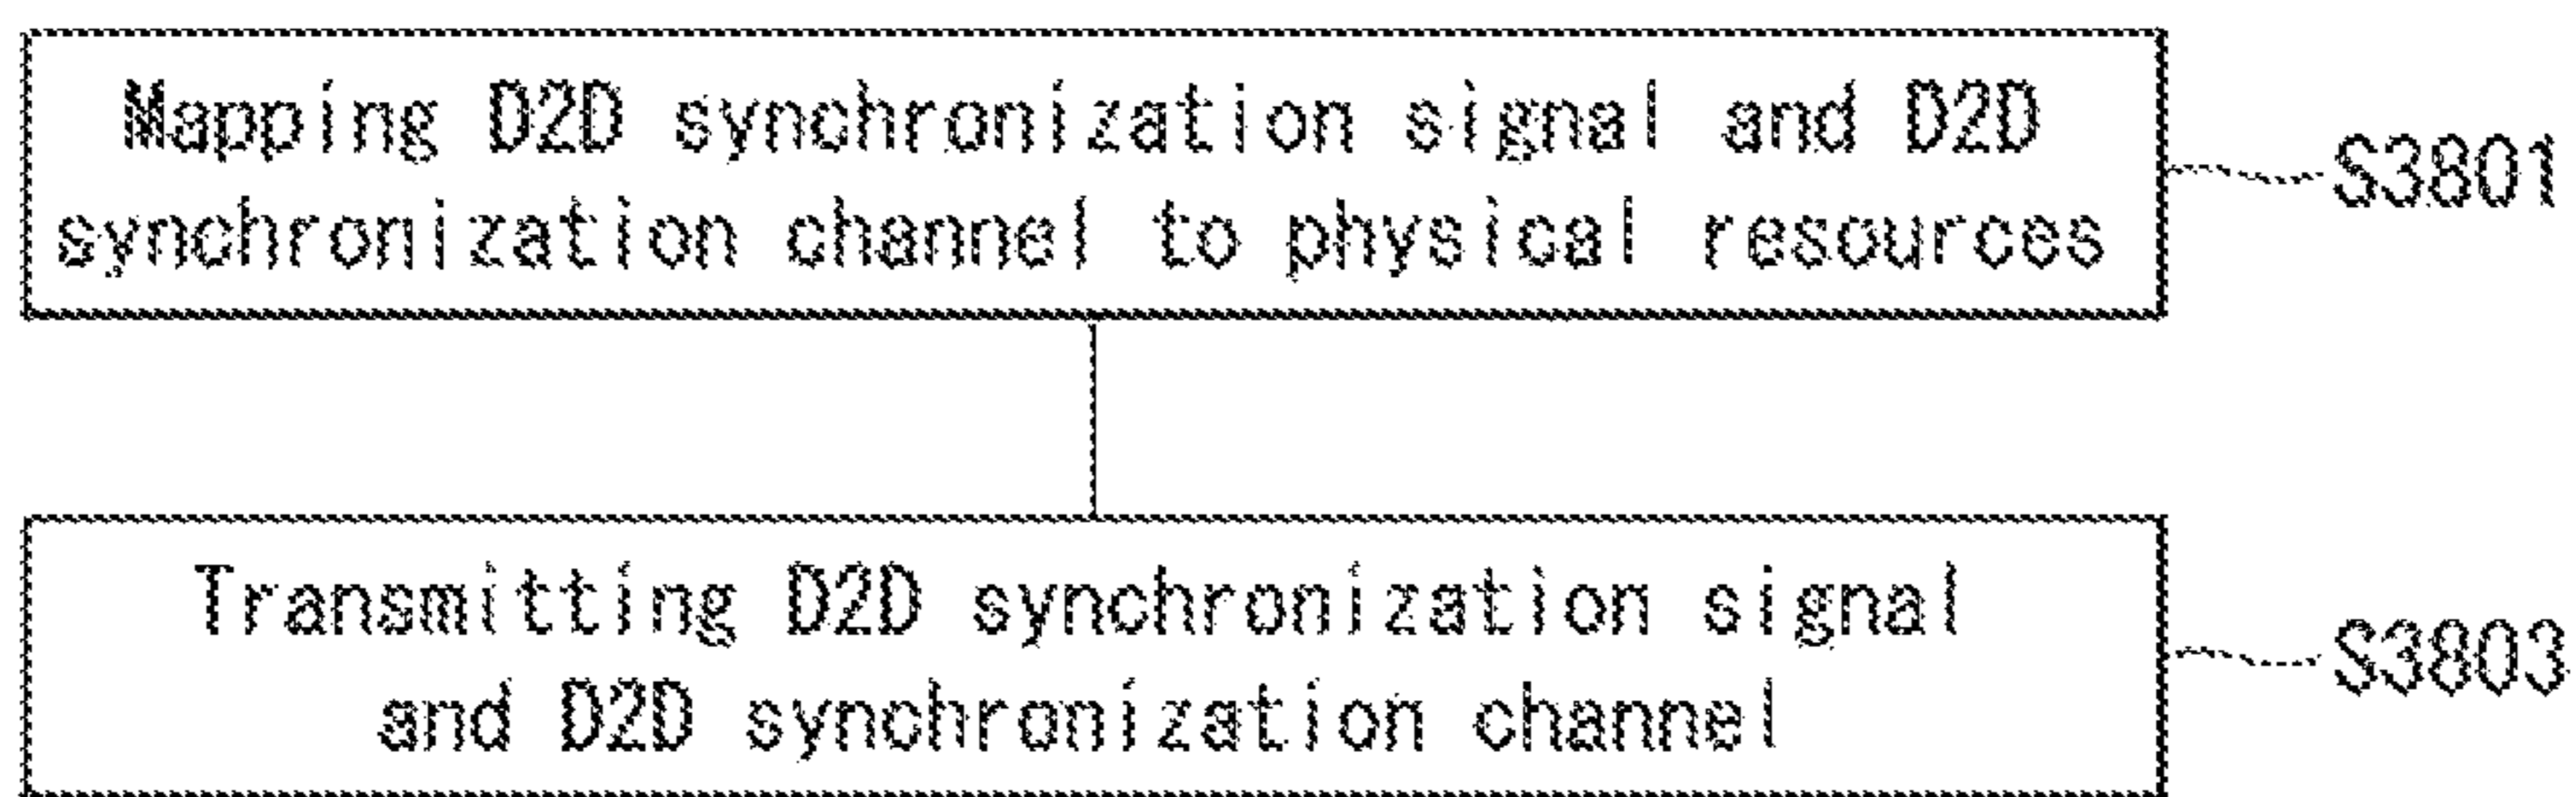 Mapping D2D synchronization signal and D2D
synchronization channel to physical resources
S3801
Transmitting D2D synchronization signal
and D2D synchronization channel
S3803